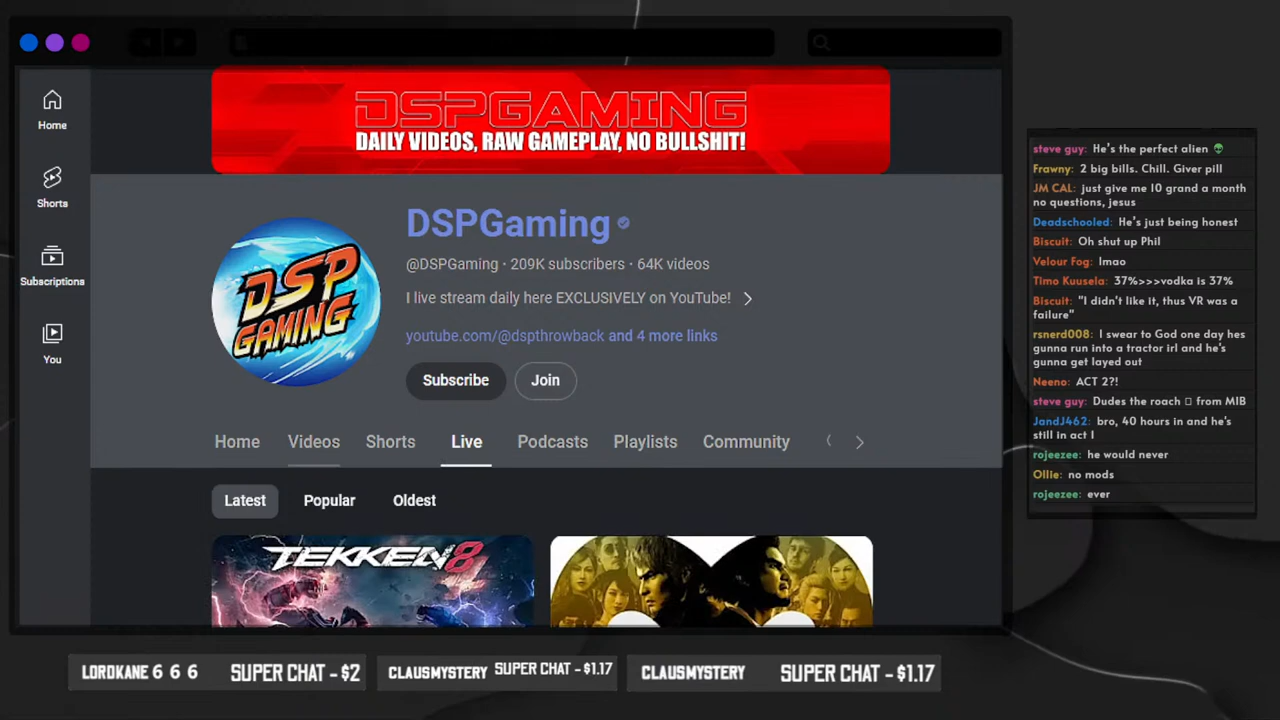 Home
Shorts
Subscriptions
You
DSPGAMING
DAILY VIDEOS, RAW GAMEPLAY, NO BULLSHIT!
DSP
GAMING
DSPGaming
@DSPGaming · 209K subscribers · 64K videos
I live stream daily here EXCLUSIVELY on YouTube!
youtube.com/@dspthrowback and 4 more links
Subscribe
Join
Home
Videos
Shorts
Live
Podcasts
Playlists
Community
Latest
Popular
Oldest
TEKKEN 8
steve guy: He's the perfect alien 👽
Frawny: 2 big bills. Chill. Giver pill
JM CAL: just give me 10 grand a month
no questions, jesus
Deadschooled: He's just being honest
Biscuit: Oh shut up Phil
Velour Fog: lmao
Timo Kuusela: 37%>>>vodka is 37%
Biscuit: "I didn't like it, thus VR was a
failure"
rsnerd008: I swear to God one day hes
gunna run into a tractor irl and he's
gunna get layed out
Neeno: ACT 2?!
steve guy: Dudes the roach from MIB
JandJ462: bro, 40 hours in and he's
still in act 1
rojeezee: he would never
Ollie: no mods
rojeezee: ever
LORDKANE 6 6 6 SUPER CHAT - $2
CLAUSMYSTERY SUPER CHAT - $1.17
CLAUSMYSTERY SUPER CHAT - $1.17